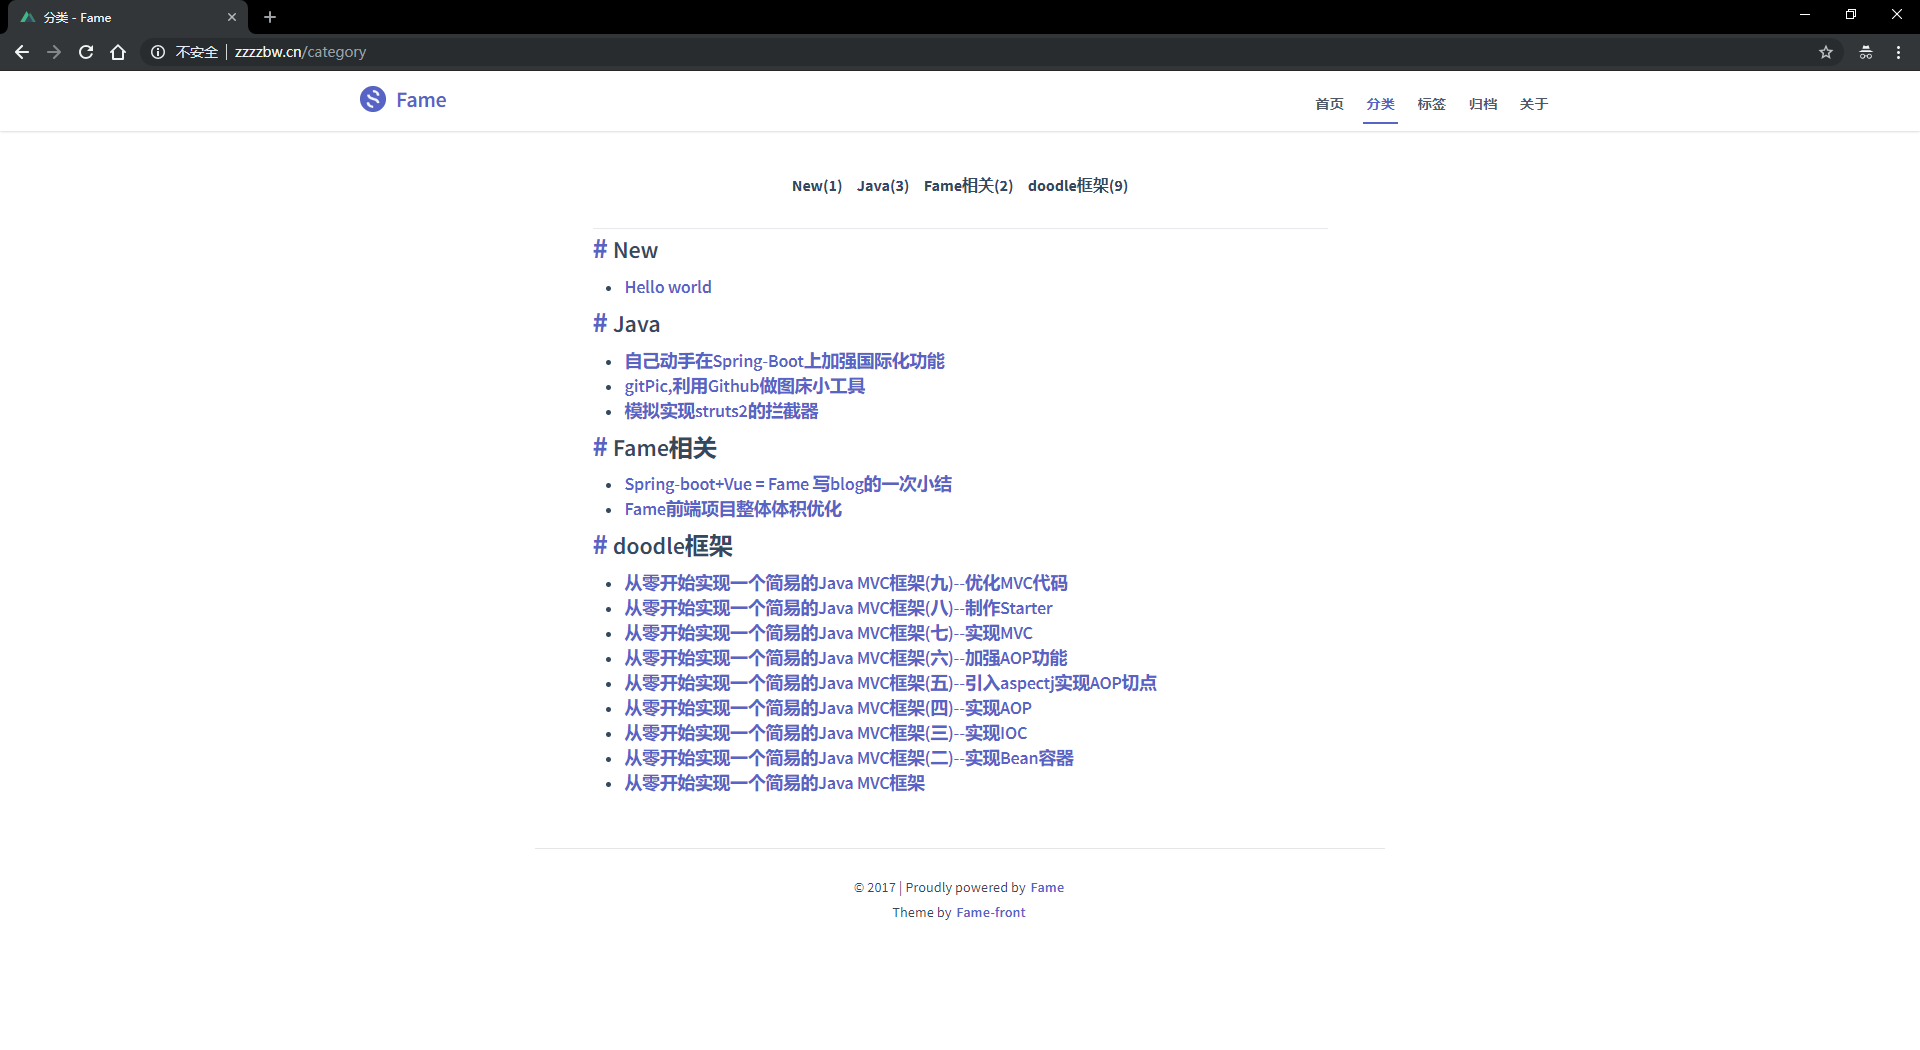 分类 - Fame
不安全 | zzzzbw.cn/category
Fame
首页 分类 标签 归档 关于
New(1) Java(3) Fame相关(2) doodle框架(9)
# New
Hello world
# Java
自己动手在Spring-Boot上加强国际化功能
gitPic,利用Github做图床小工具
模拟实现struts2的拦截器
# Fame相关
Spring-boot+Vue = Fame 写blog的一次小结
Fame前端项目整体体积优化
# doodle框架
从零开始实现一个简易的Java MVC框架(九)--优化MVC代码
从零开始实现一个简易的Java MVC框架(八)--制作Starter
从零开始实现一个简易的Java MVC框架(七)--实现MVC
从零开始实现一个简易的Java MVC框架(六)--加强AOP功能
从零开始实现一个简易的Java MVC框架(五)--引入aspectj实现AOP切点
从零开始实现一个简易的Java MVC框架(四)--实现AOP
从零开始实现一个简易的Java MVC框架(三)--实现IOC
从零开始实现一个简易的Java MVC框架(二)--实现Bean容器
从零开始实现一个简易的Java MVC框架
© 2017 | Proudly powered by Fame
Theme by Fame-front